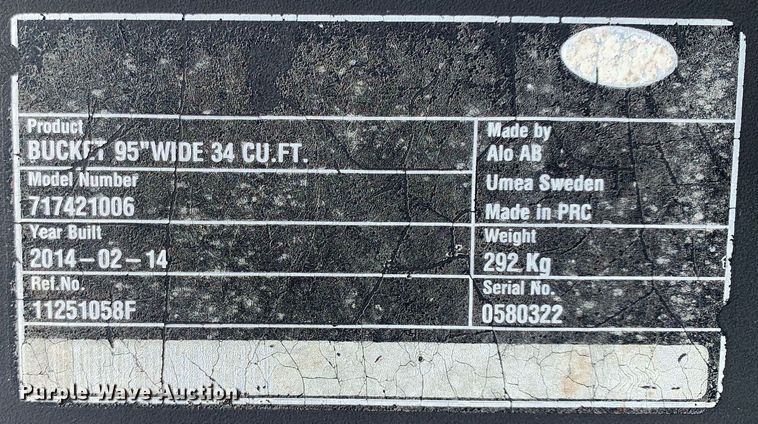 Product
BUCKET 95"WIDE 34 CU.FT.
Model Number
717421006
Year Built
2014-02-14
Ref.No.
11251058F
Made by
Alo AB
Umea Sweden
Made in PRC
Weight
292 Kg
Serial No.
0580322
Purple Wave Auction